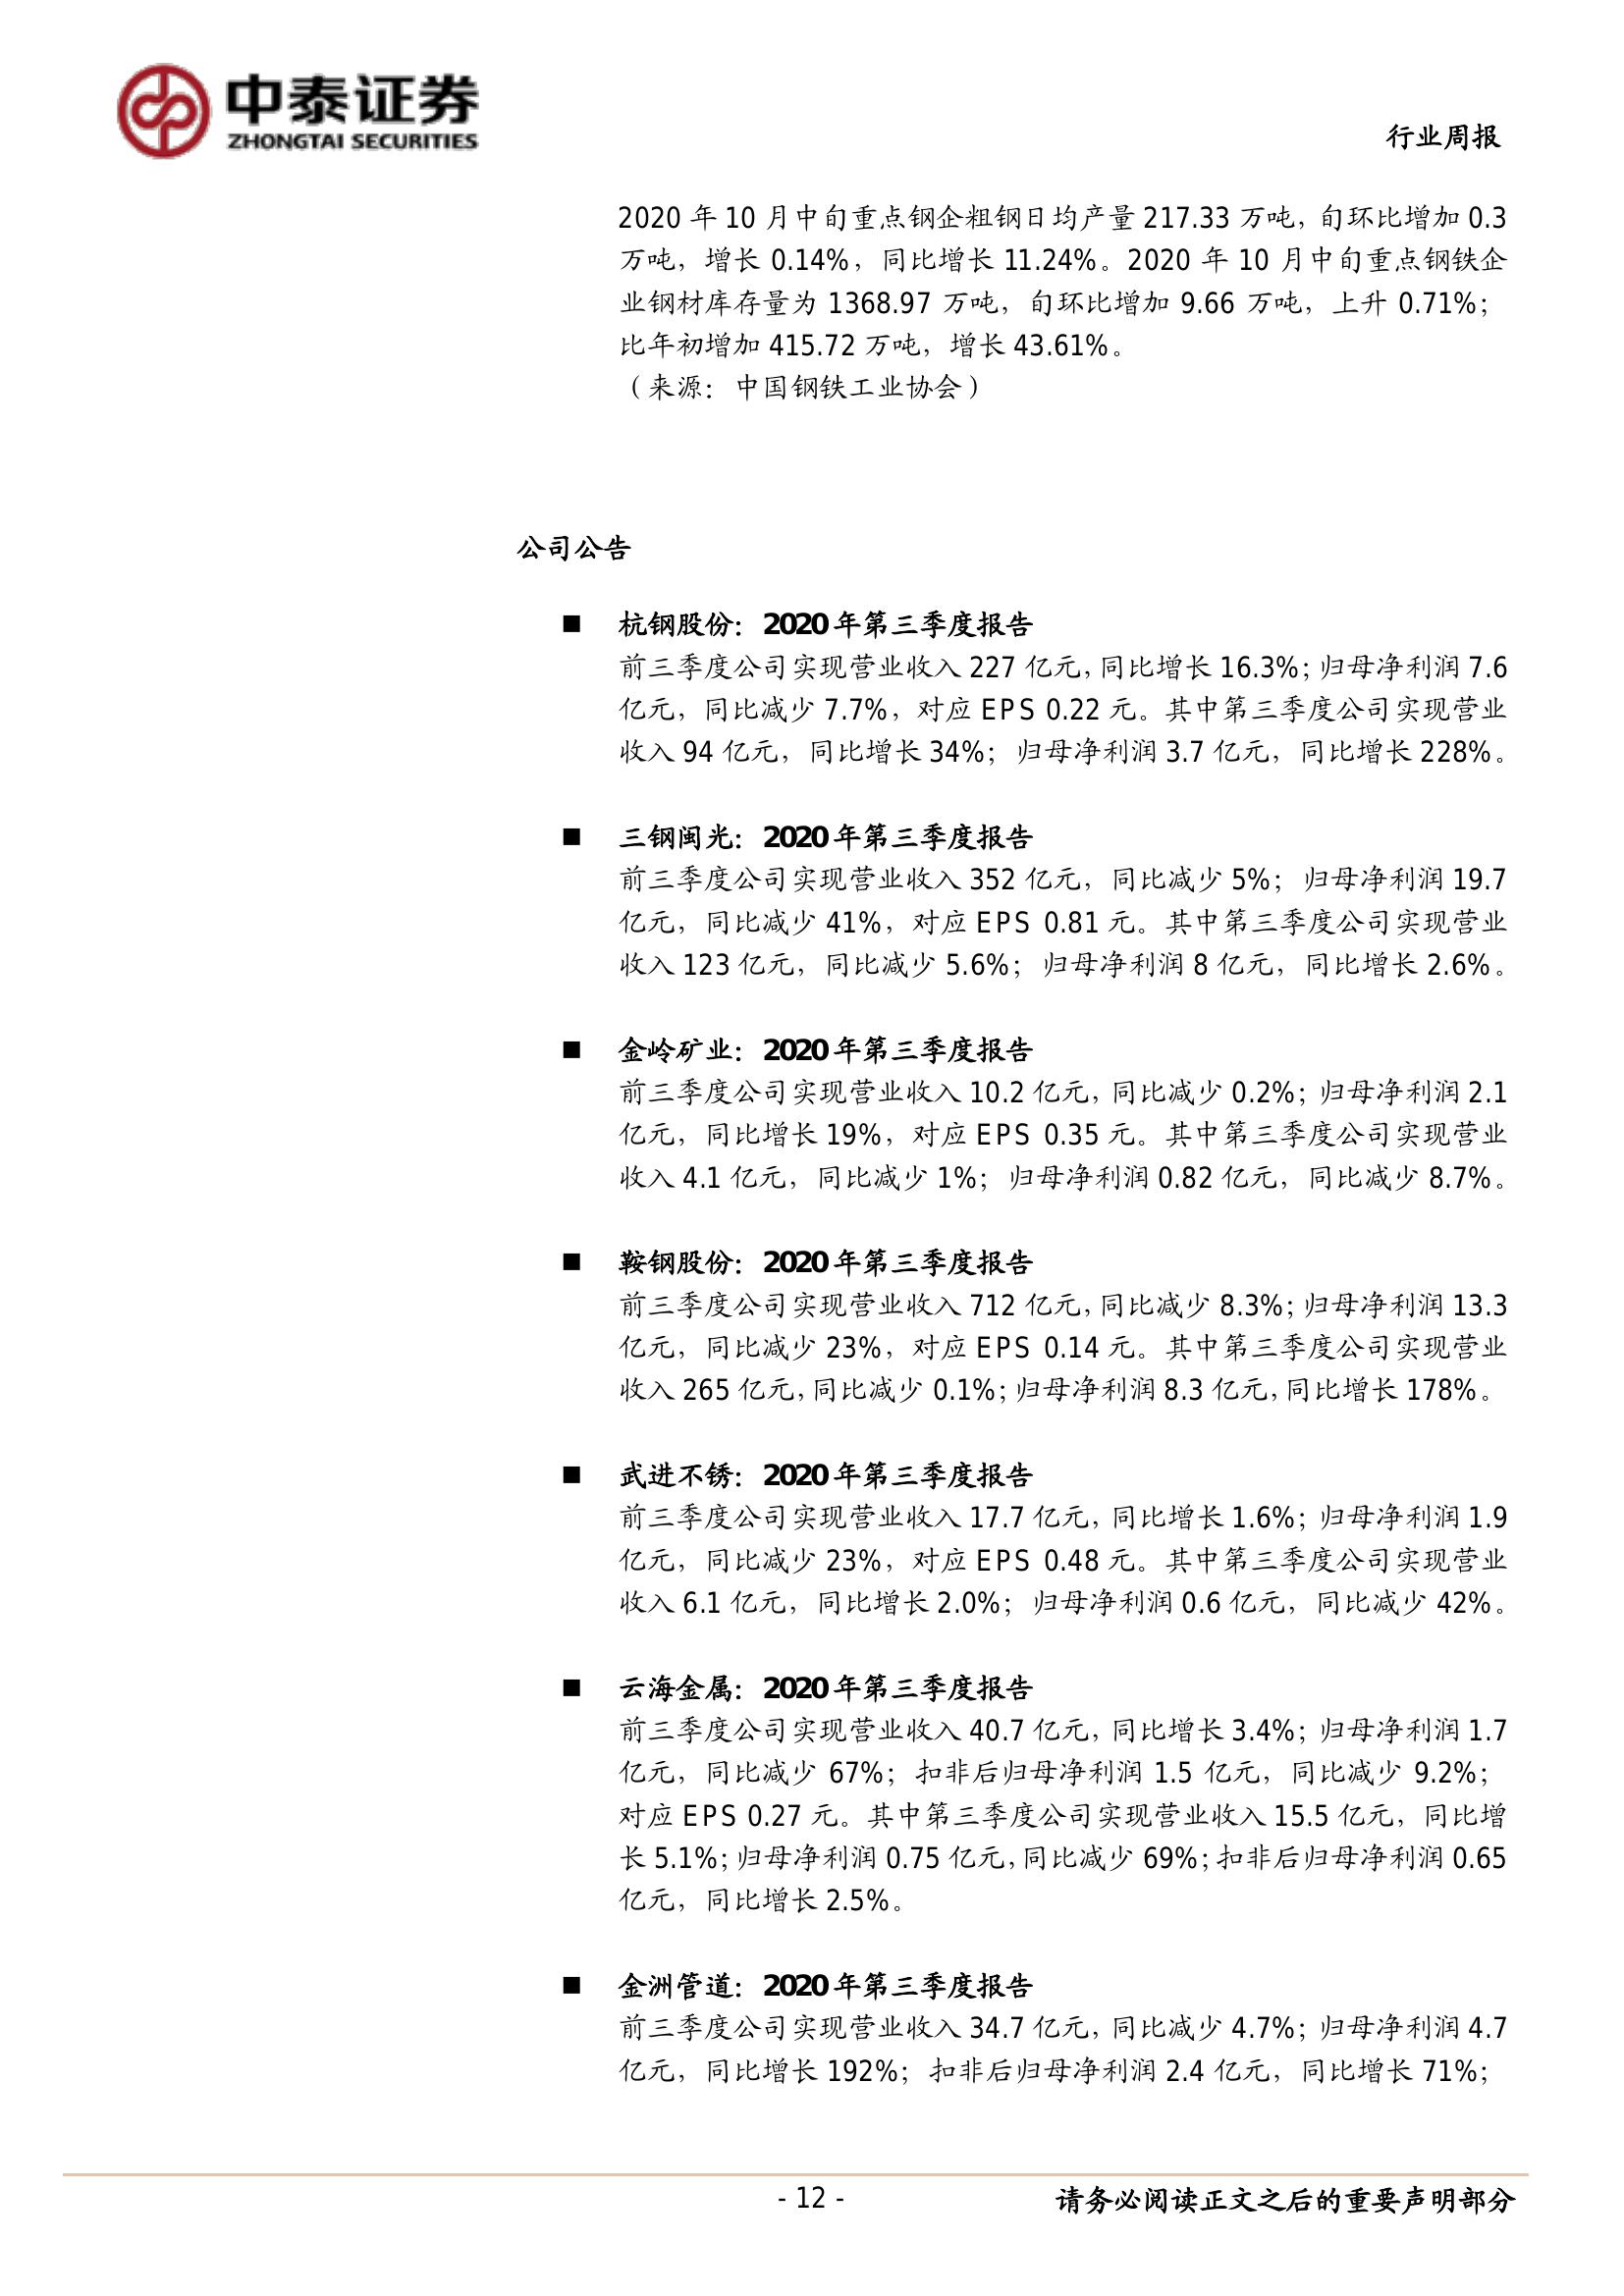 中泰证券
ZHONGTAI SECURITIES
行业周报
2020 年 10 月中旬重点钢企粗钢日均产量 217.33 万吨，旬环比增加 0.3
万吨，增长 0.14%，同比增长 11.24%。2020 年 10 月中旬重点钢铁企
业钢材库存量为 1368.97 万吨，旬环比增加 9.66 万吨，上升 0.71%；
比年初增加 415.72 万吨，增长 43.61%。
（来源：中国钢铁工业协会）
公司公告
■ 杭钢股份：2020 年第三季度报告
前三季度公司实现营业收入 227 亿元，同比增长 16.3%；归母净利润 7.6
亿元，同比减少 7.7%，对应 EPS 0.22 元。其中第三季度公司实现营业
收入 94 亿元，同比增长 34%；归母净利润 3.7 亿元，同比增长 228%。
■ 三钢闽光：2020 年第三季度报告
前三季度公司实现营业收入 352 亿元，同比减少 5%；归母净利润 19.7
亿元，同比减少 41%，对应 EPS 0.81 元。其中第三季度公司实现营业
收入 123 亿元，同比减少 5.6%；归母净利润 8 亿元，同比增长 2.6%。
■ 金岭矿业：2020 年第三季度报告
前三季度公司实现营业收入 10.2 亿元，同比减少 0.2%；归母净利润 2.1
亿元，同比增长 19%，对应 EPS 0.35 元。其中第三季度公司实现营业
收入 4.1 亿元，同比减少 1%；归母净利润 0.82 亿元，同比减少 8.7%。
■ 鞍钢股份：2020 年第三季度报告
前三季度公司实现营业收入 712 亿元，同比减少 8.3%；归母净利润 13.3
亿元，同比减少 23%，对应 EPS 0.14 元。其中第三季度公司实现营业
收入 265 亿元，同比减少 0.1%；归母净利润 8.3 亿元，同比增长 178%。
■ 武进不锈：2020 年第三季度报告
前三季度公司实现营业收入 17.7 亿元，同比增长 1.6%；归母净利润 1.9
亿元，同比减少 23%，对应 EPS 0.48 元。其中第三季度公司实现营业
收入 6.1 亿元，同比增长 2.0%；归母净利润 0.6 亿元，同比减少 42%。
■ 云海金属：2020 年第三季度报告
前三季度公司实现营业收入 40.7 亿元，同比增长 3.4%；归母净利润 1.7
亿元，同比减少 67%；扣非后归母净利润 1.5 亿元，同比减少 9.2%；
对应 EPS 0.27 元。其中第三季度公司实现营业收入 15.5 亿元，同比增
长 5.1%；归母净利润 0.75 亿元，同比减少 69%；扣非后归母净利润 0.65
亿元，同比增长 2.5%。
■ 金洲管道：2020 年第三季度报告
前三季度公司实现营业收入 34.7 亿元，同比减少 4.7%；归母净利润 4.7
亿元，同比增长 192%；扣非后归母净利润 2.4 亿元，同比增长 71%；
- 12 -
请务必阅读正文之后的重要声明部分